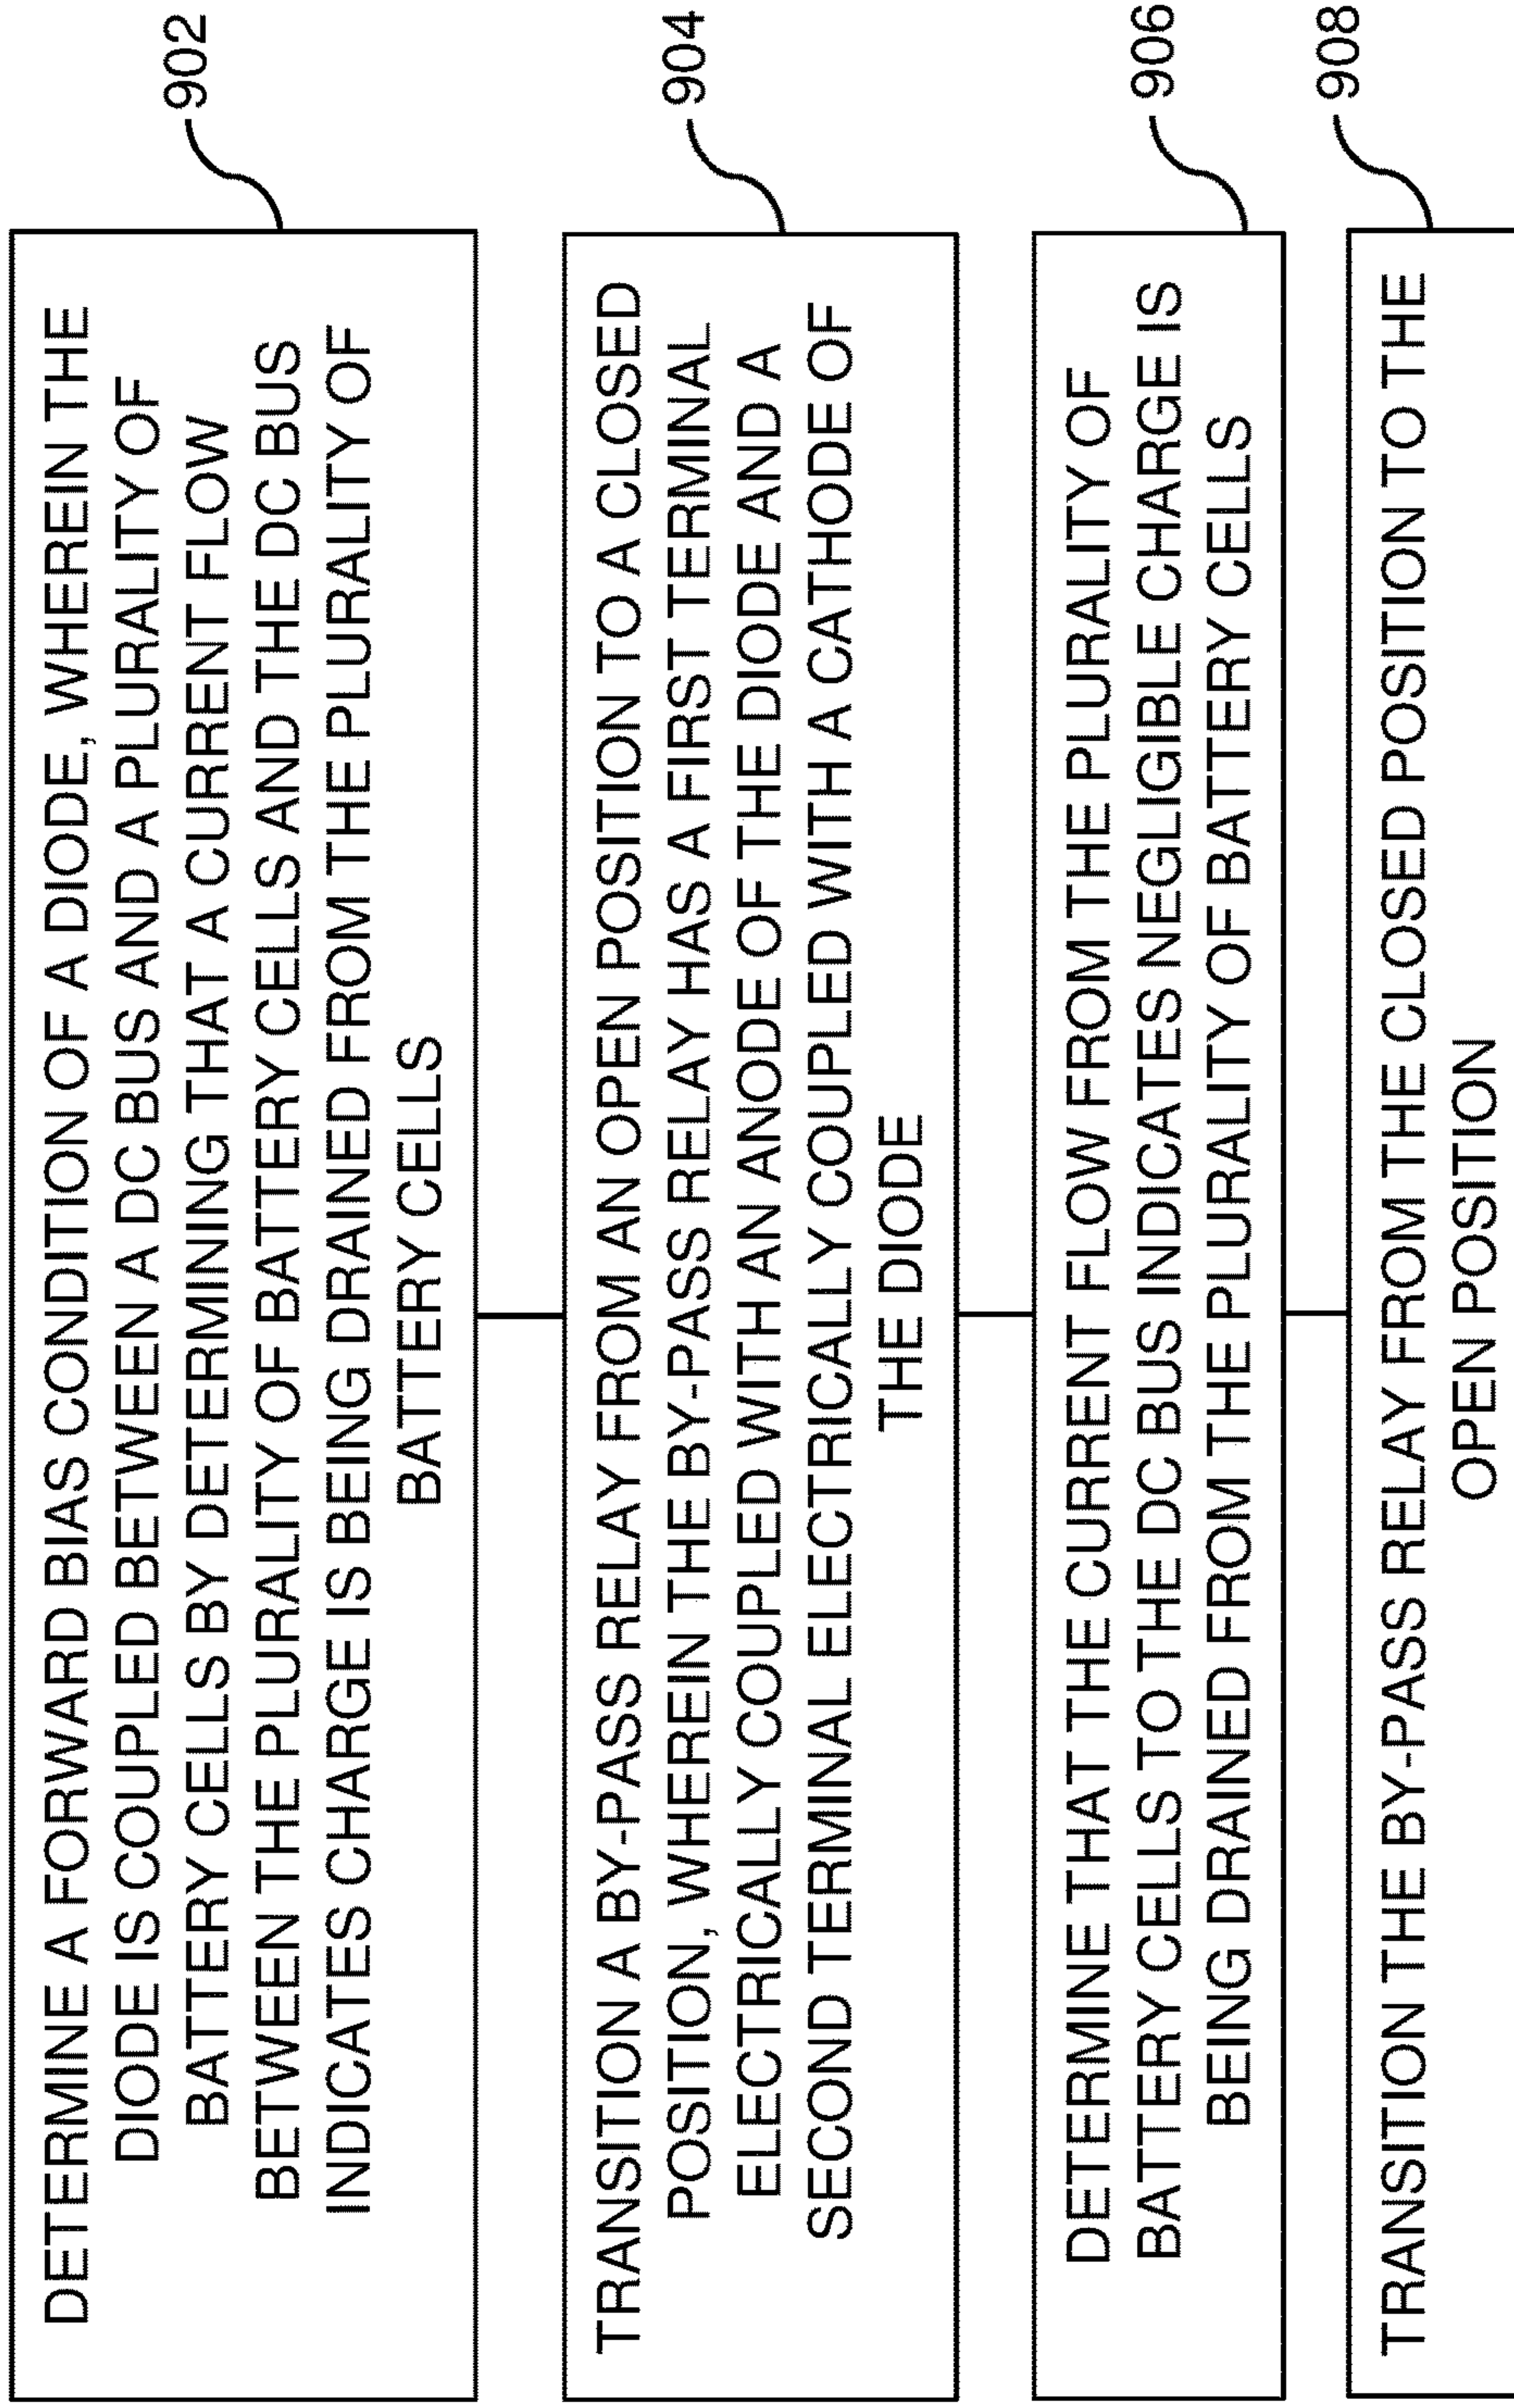 DETERMINE A FORWARD BIAS CONDITION OF A DIODE, WHEREIN THE
DIODE IS COUPLED BETWEEN A DC BUS AND A PLURALITY OF
BATTERY CELLS BY DETERMINING THAT A CURRENT FLOW
BETWEEN THE PLURALITY OF BATTERY CELLS AND THE DC BUS
INDICATES CHARGE IS BEING DRAINED FROM THE PLURALITY OF
BATTERY CELLS
902
TRANSITION A BY-PASS RELAY FROM AN OPEN POSITION TO A CLOSED
POSITION, WHEREIN THE BY-PASS RELAY HAS A FIRST TERMINAL
ELECTRICALLY COUPLED WITH AN ANODE OF THE DIODE AND A
SECOND TERMINAL ELECTRICALLY COUPLED WITH A CATHODE OF
THE DIODE
904
DETERMINE THAT THE CURRENT FLOW FROM THE PLURALITY OF
BATTERY CELLS TO THE DC BUS INDICATES NEGLIGIBLE CHARGE IS
BEING DRAINED FROM THE PLURALITY OF BATTERY CELLS
906
TRANSITION THE BY-PASS RELAY FROM THE CLOSED POSITION TO THE
OPEN POSITION
908